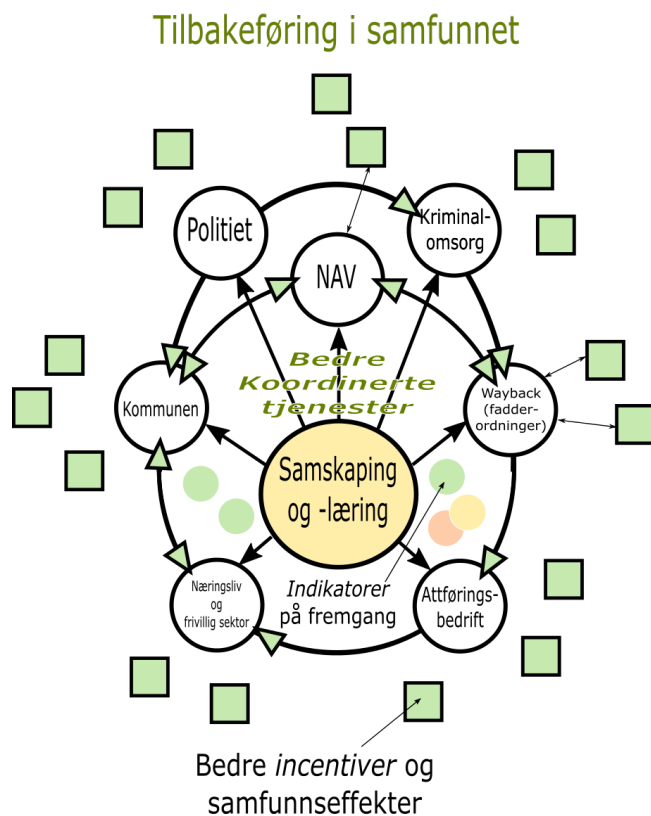 Tilbakeføring i samfunnet
Politiet
Kriminal-
omsorg
NAV
Bedre
Koordinerte
tjenester
Kommunen
Wayback
(fadder-
ordninger)
Samskaping
og -læring
Indikatorer
på fremgang
Næringsliv
og
frivillig sektor
Attførings-
bedrift
Bedre incentiver og
samfunnseffekter